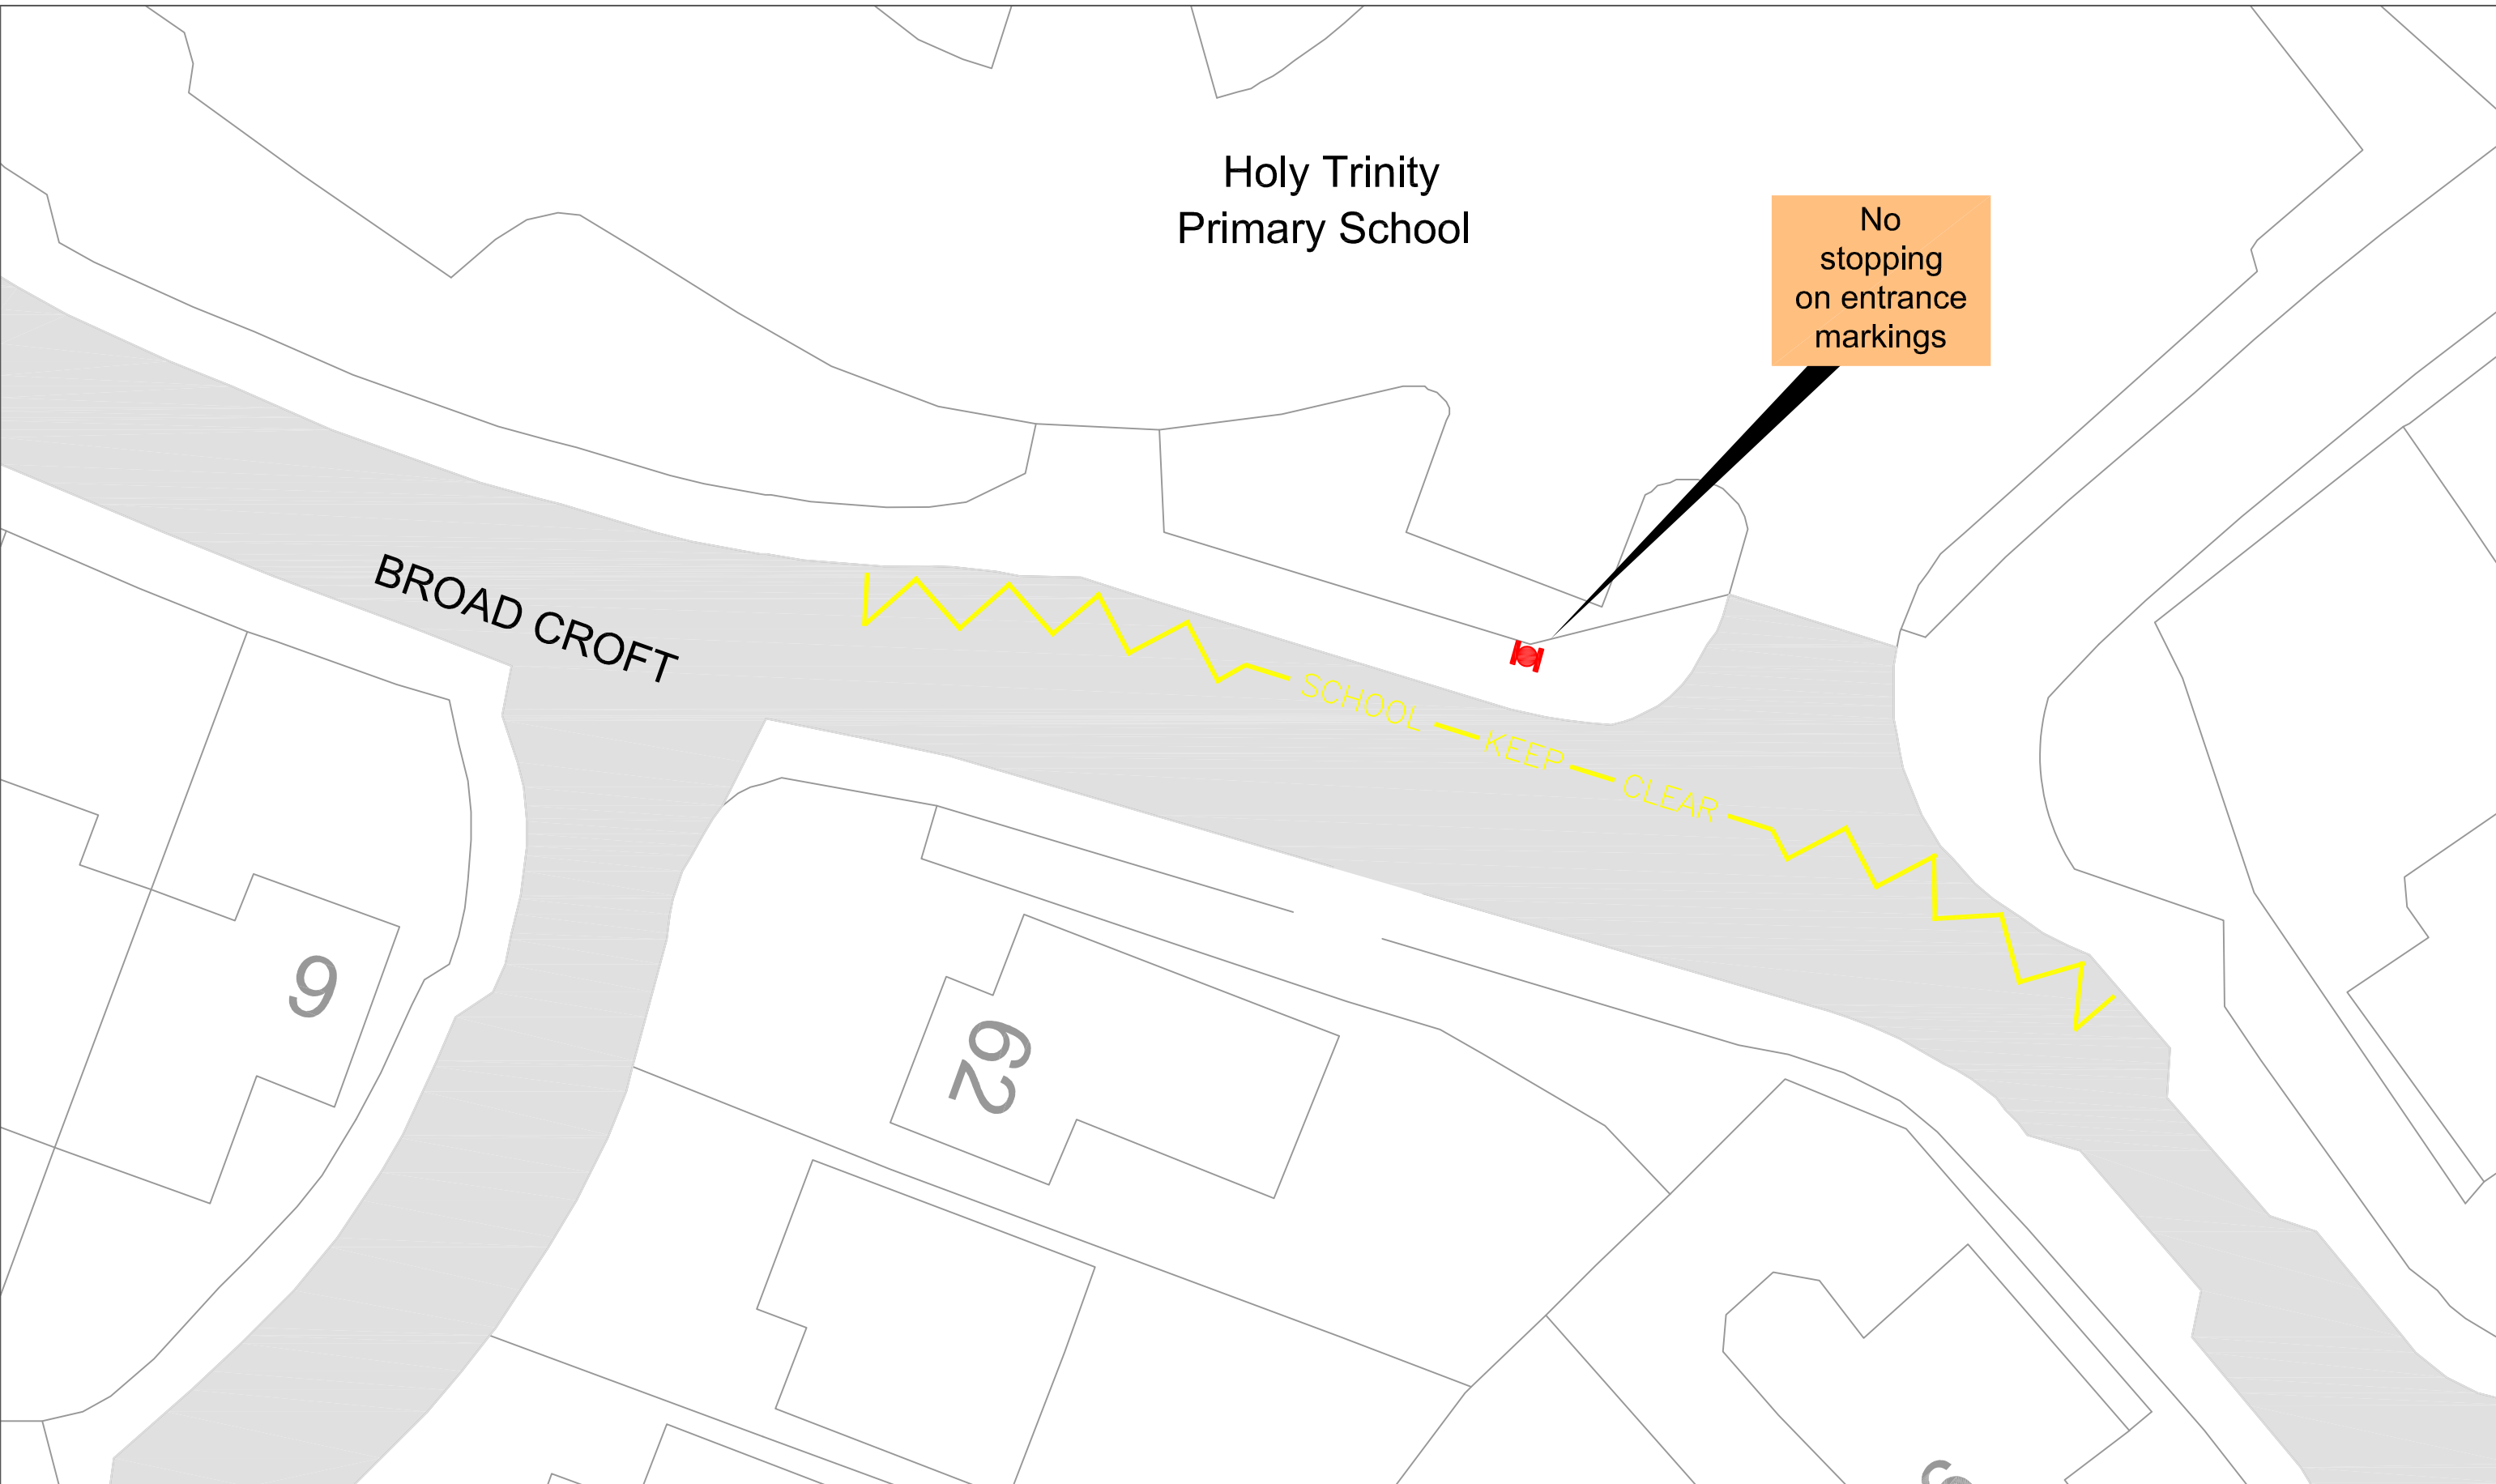 Holy Trinity
Primary School
No
stopping
on entrance
markings
BROAD CROFT
SCHOOL KEEP CLEAR
9
62